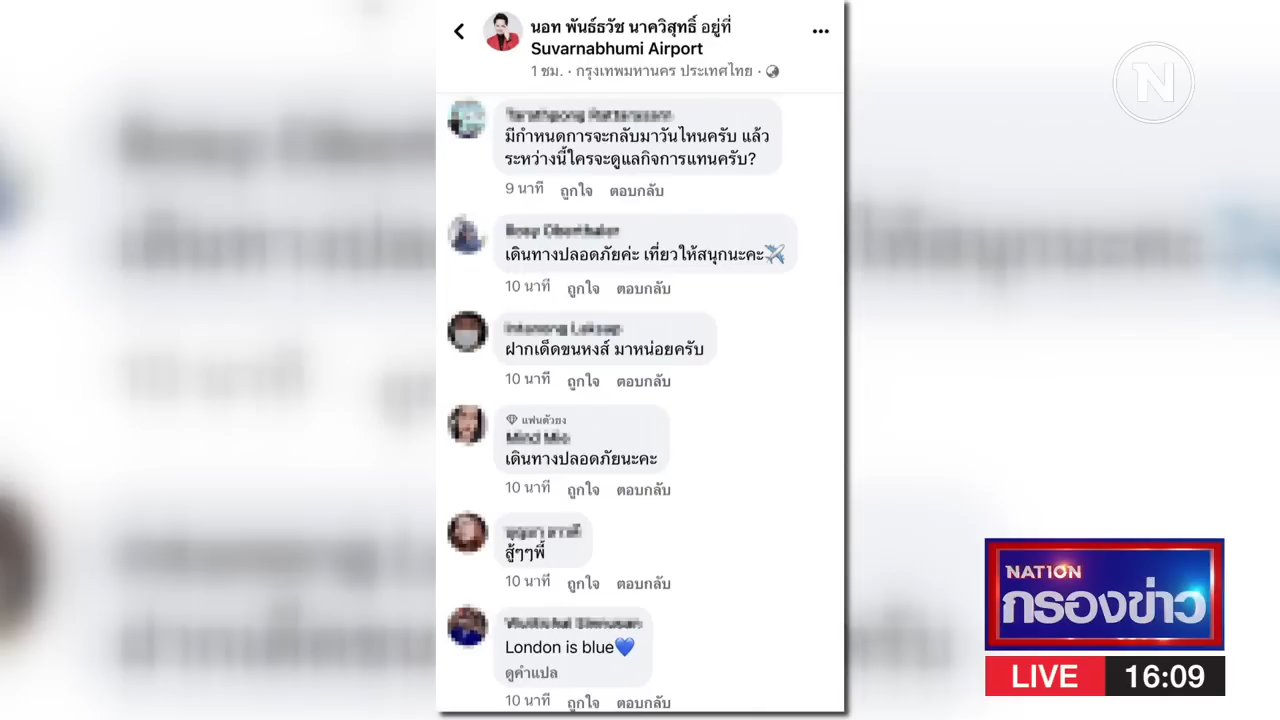 นอท พันธ์ธวัช นาควิสุทธิ์ อยู่ที่
Suvarnabhumi Airport
1 ชม. · กรุงเทพมหานคร ประเทศไทย ·
มีกำหนดการจะกลับมาวันไหนครับ แล้ว
ระหว่างนี้ใครจะดูแลกิจการแทนครับ?
9 นาที ถูกใจ ตอบกลับ
เดินทางปลอดภัยค่ะ เที่ยวให้สนุกนะคะ✈️
10 นาที ถูกใจ ตอบกลับ
ฝากเด็ดขนหงส์ มาหน่อยครับ
10 นาที ถูกใจ ตอบกลับ
แฟนตัวยง
เดินทางปลอดภัยนะคะ
10 นาที ถูกใจ ตอบกลับ
สู้ๆๆพี้
10 นาที ถูกใจ ตอบกลับ
London is blue💙
ดูคำแปล
10 นาที ถูกใจ ตอบกลับ
N
NATION
กรองข่าว
LIVE 16:09